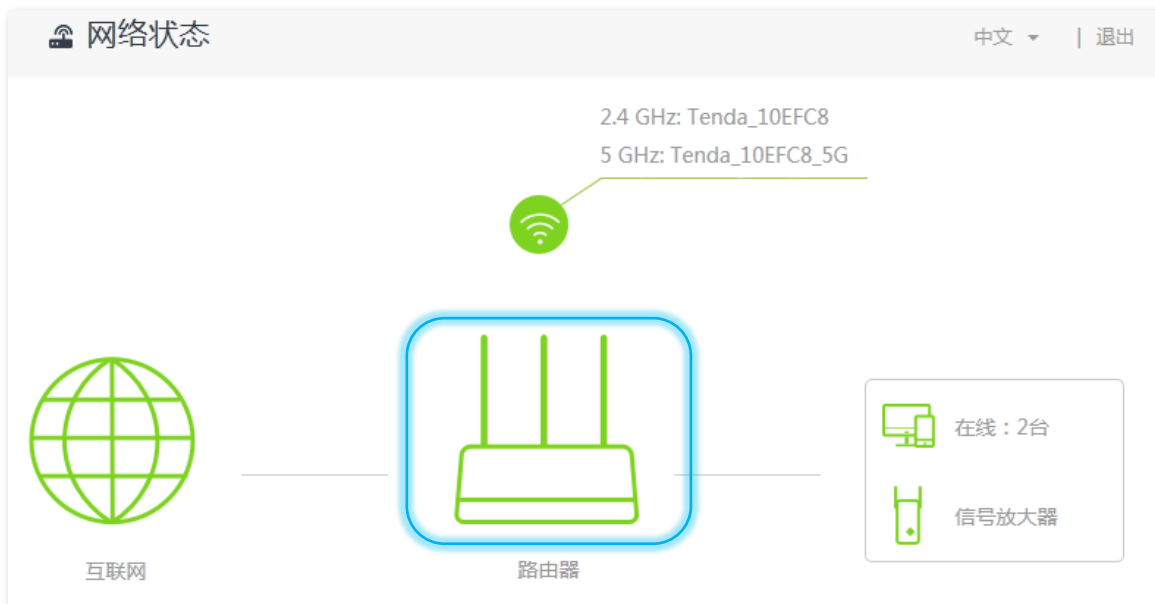 网络状态
中文 | 退出
2.4 GHz: Tenda_10EFC8
5 GHz: Tenda_10EFC8_5G
在线：2台
信号放大器
互联网
路由器